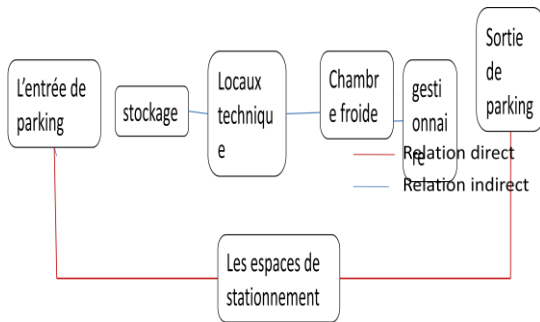 L'entrée de
parking
stockage
Locaux
techniqu
e
Chambr
e froide
gesti
onnai
re
Sortie
de
parking
Relation direct
Relation indirect
Les espaces de
stationnement